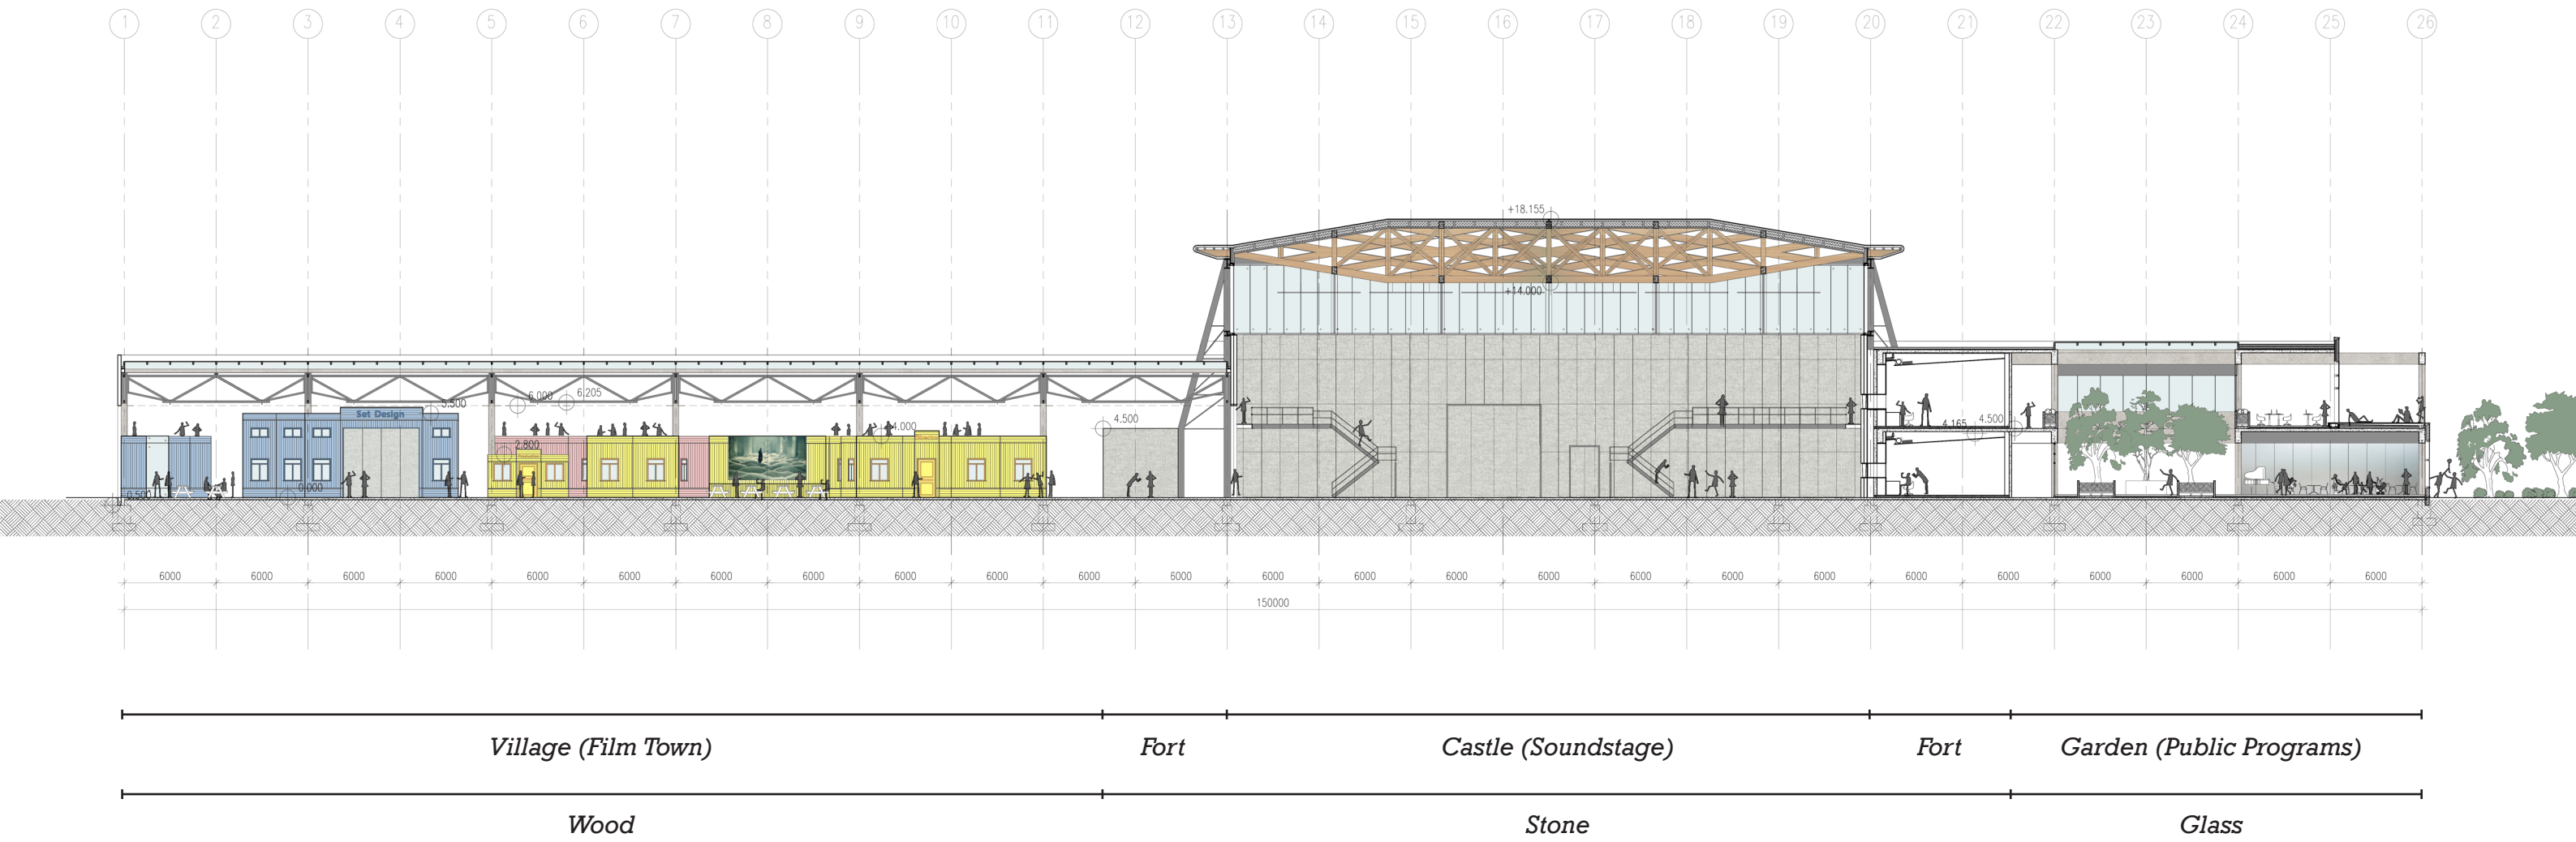 1 2 3 4 5 6 7 8 9 10 11 12 13 14 15 16 17 18 19 20 21 22 23 24 25 26
+18.155
+14.000
6.000 6.205
5.500
Set Design
4.500
4.000
2.800
4.165 4.500
0.500
0.000
6000 6000 6000 6000 6000 6000 6000 6000 6000 6000 6000 6000 6000 6000 6000 6000 6000 6000 6000 6000 6000 6000 6000 6000 6000
150000
Village (Film Town) Fort Castle (Soundstage) Fort Garden (Public Programs)
Wood Stone Glass